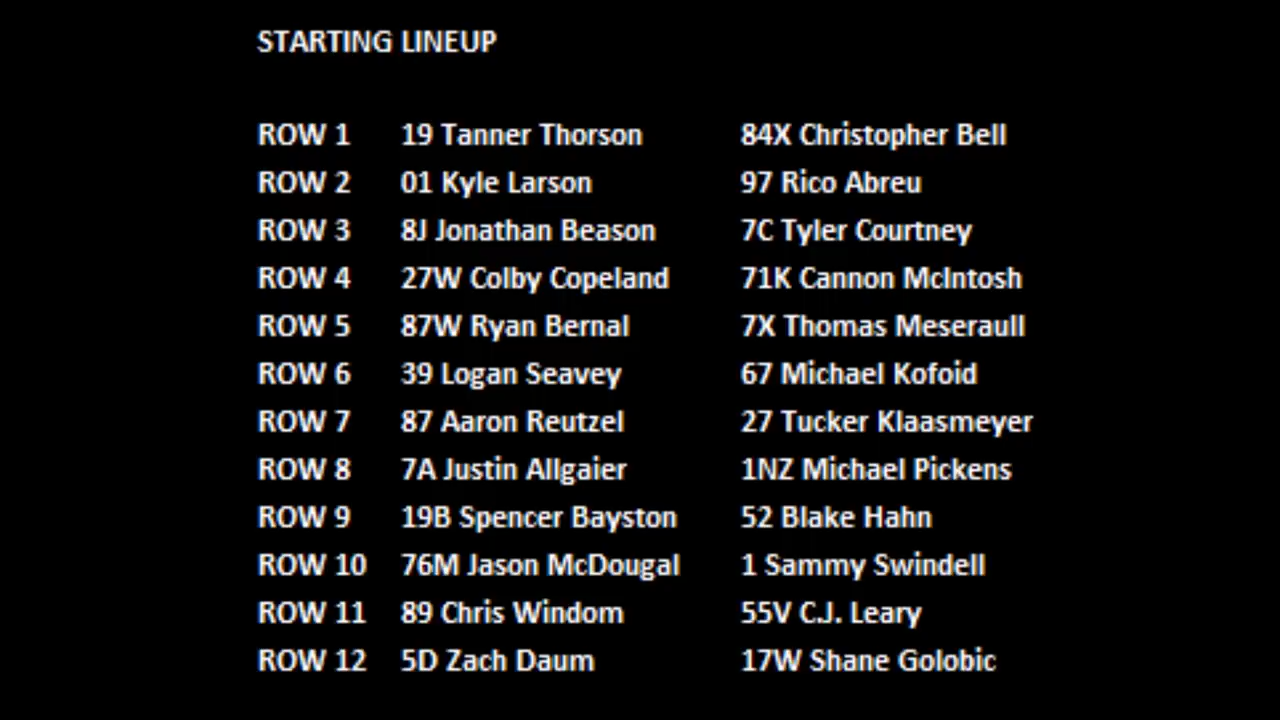 STARTING LINEUP
ROW 1 19 Tanner Thorson 84X Christopher Bell
ROW 2 01 Kyle Larson 97 Rico Abreu
ROW 3 8J Jonathan Beason 7C Tyler Courtney
ROW 4 27W Colby Copeland 71K Cannon McIntosh
ROW 5 87W Ryan Bernal 7X Thomas Meseraull
ROW 6 39 Logan Seavey 67 Michael Kofoid
ROW 7 87 Aaron Reutzel 27 Tucker Klaasmeyer
ROW 8 7A Justin Allgaier 1NZ Michael Pickens
ROW 9 19B Spencer Bayston 52 Blake Hahn
ROW 10 76M Jason McDougal 1 Sammy Swindell
ROW 11 89 Chris Windom 55V C.J. Leary
ROW 12 5D Zach Daum 17W Shane Golobic